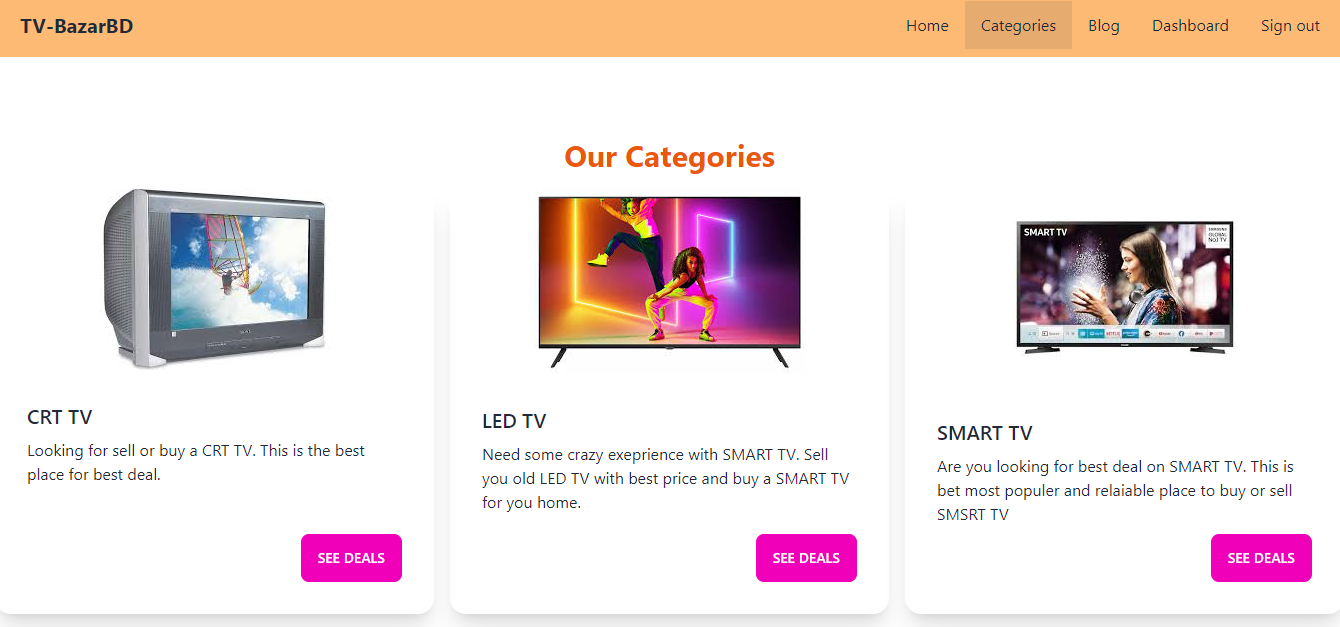 TV-BazarBD
Home
Categories
Blog
Dashboard
Sign out
Our Categories
CRT TV
Looking for sell or buy a CRT TV. This is the best
place for best deal.
SEE DEALS
LED TV
Need some crazy exeprience with SMART TV. Sell
you old LED TV with best price and buy a SMART TV
for you home.
SEE DEALS
SMART TV
SAMSUNG
GLOBAL
No1 TV
SMART TV
Are you looking for best deal on SMART TV. This is
bet most populer and relaiable place to buy or sell
SMSRT TV
SEE DEALS